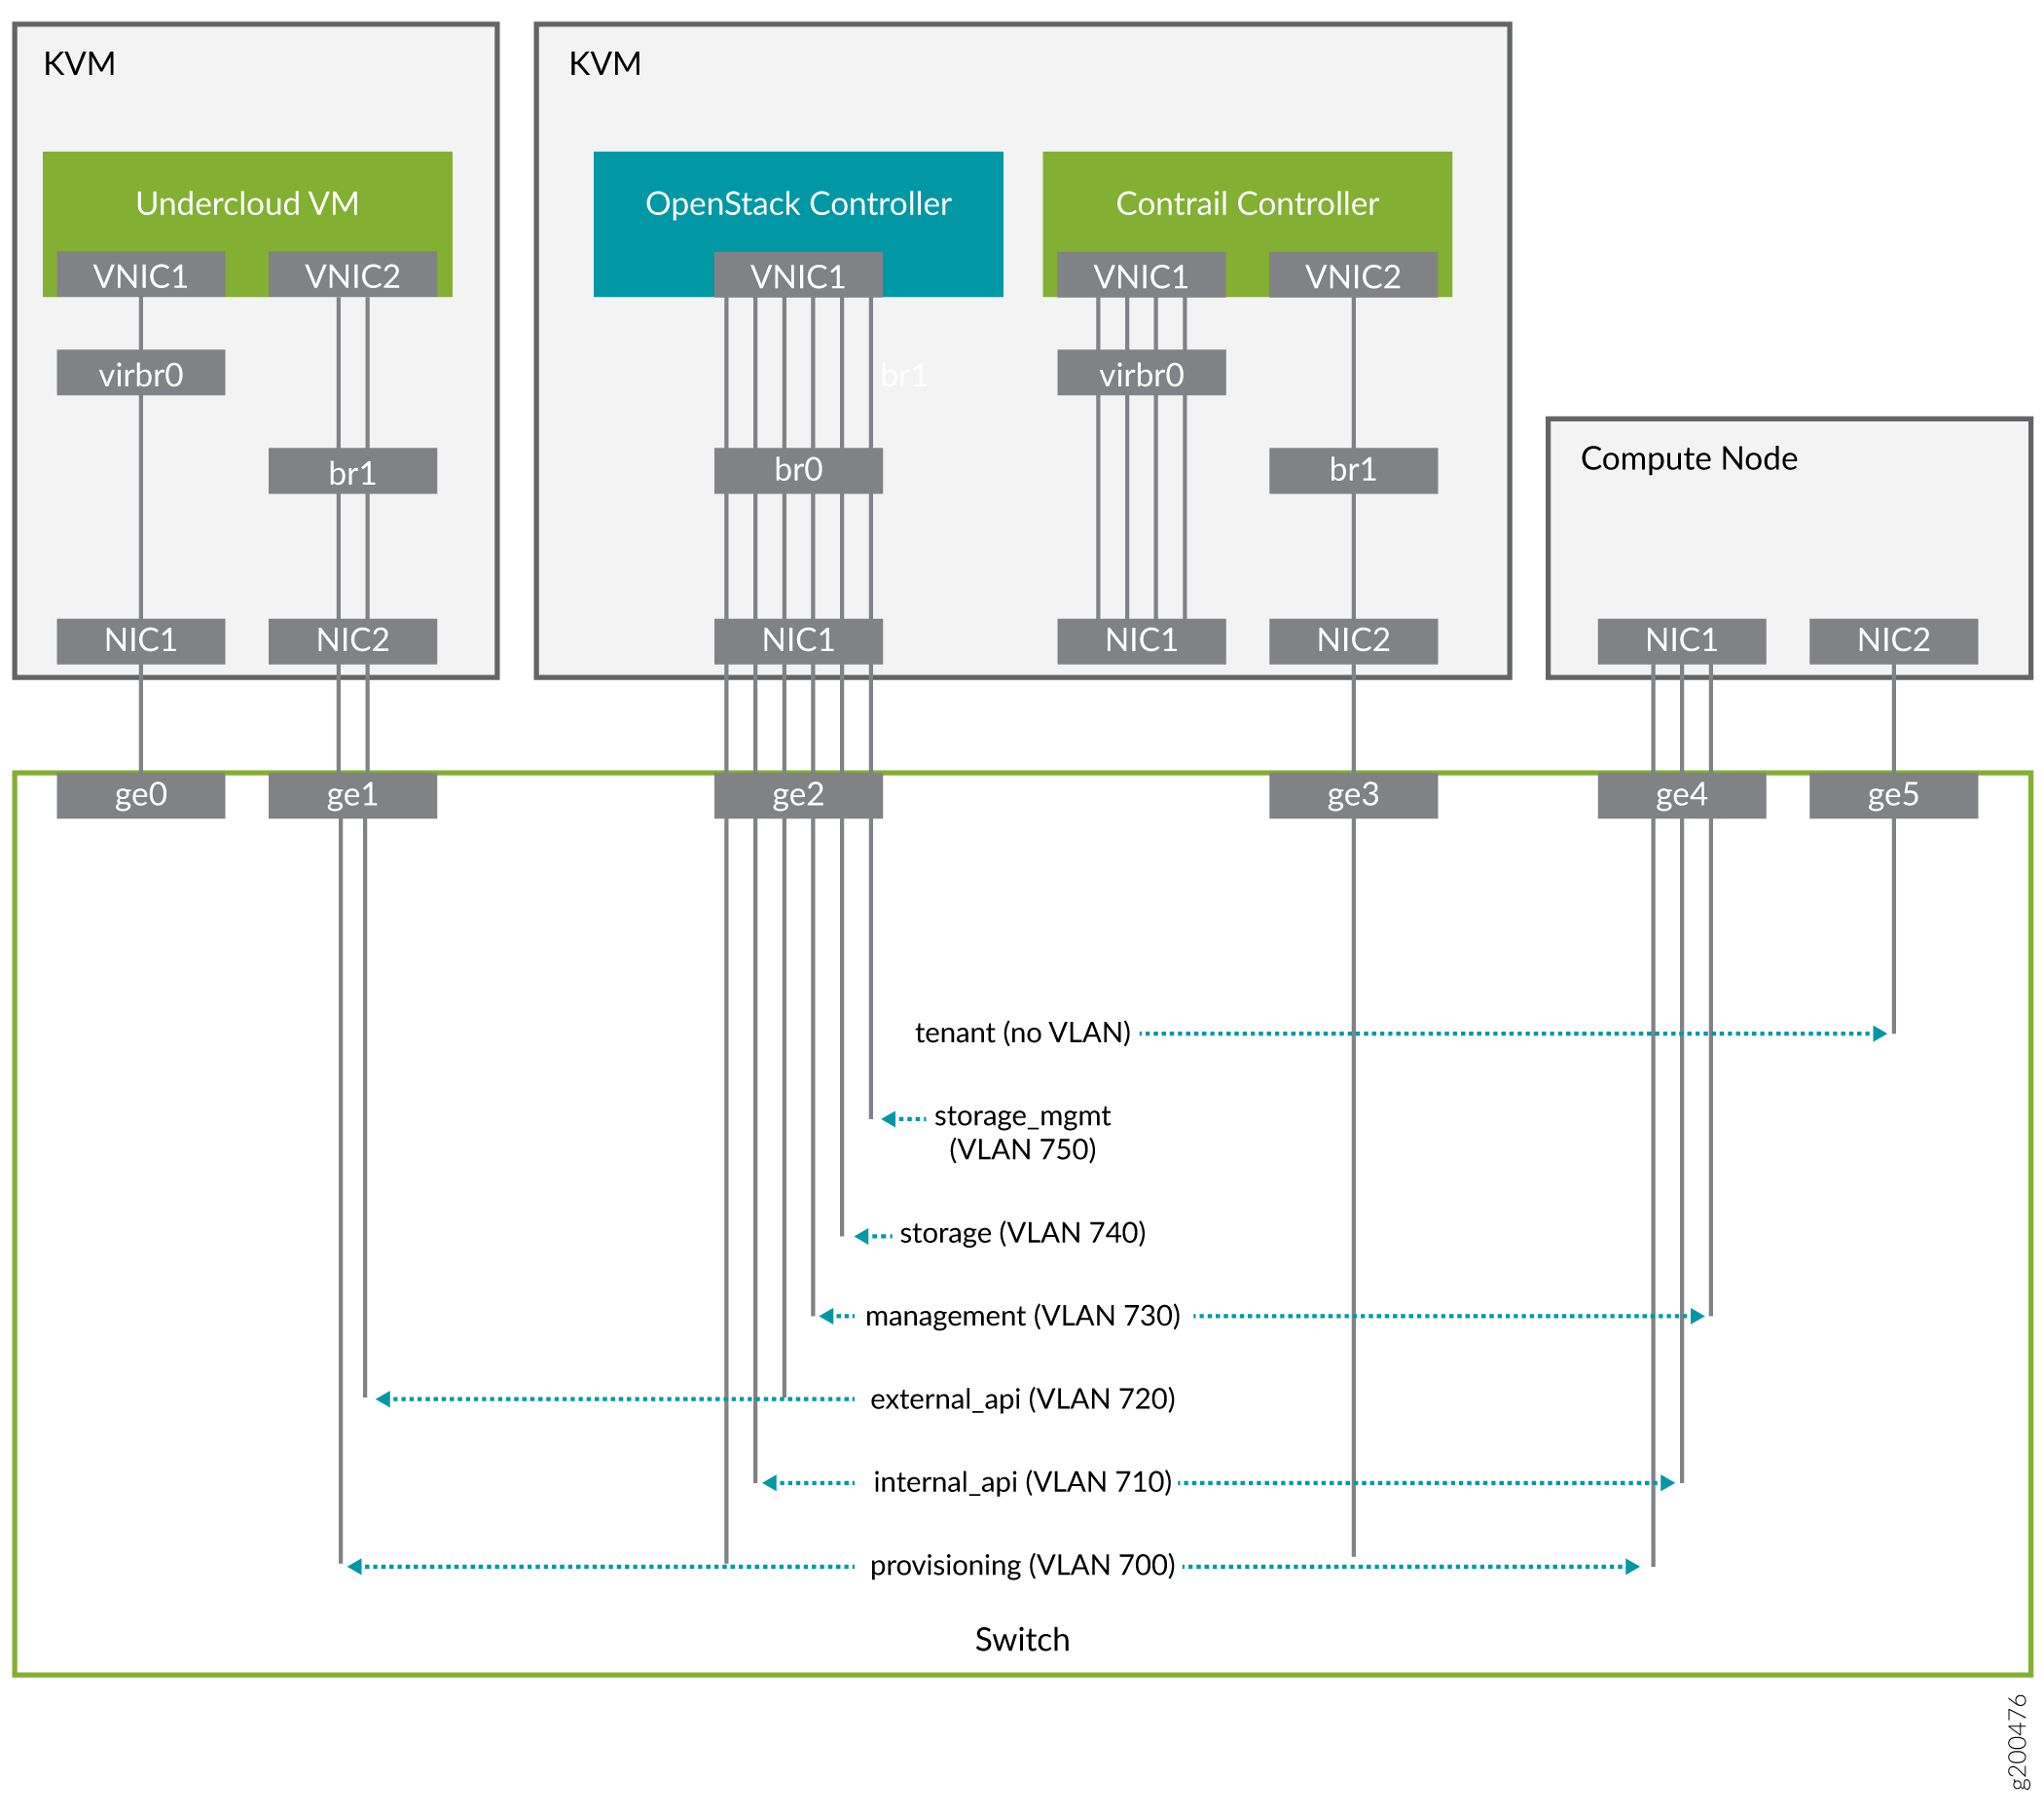 KVM
KVM
Undercloud VM
OpenStack Controller
Contrail Controller
VNIC1
VNIC2
VNIC1
VNIC1
VNIC2
virbr0
br1
virbr0
br1
br0
br1
Compute Node
NIC1
NIC2
NIC1
NIC1
NIC2
NIC1
NIC2
ge0
ge1
ge2
ge3
ge4
ge5
tenant (no VLAN)
storage_mgmt
(VLAN 750)
storage (VLAN 740)
management (VLAN 730)
external_api (VLAN 720)
internal_api (VLAN 710)
provisioning (VLAN 700)
Switch
g200476